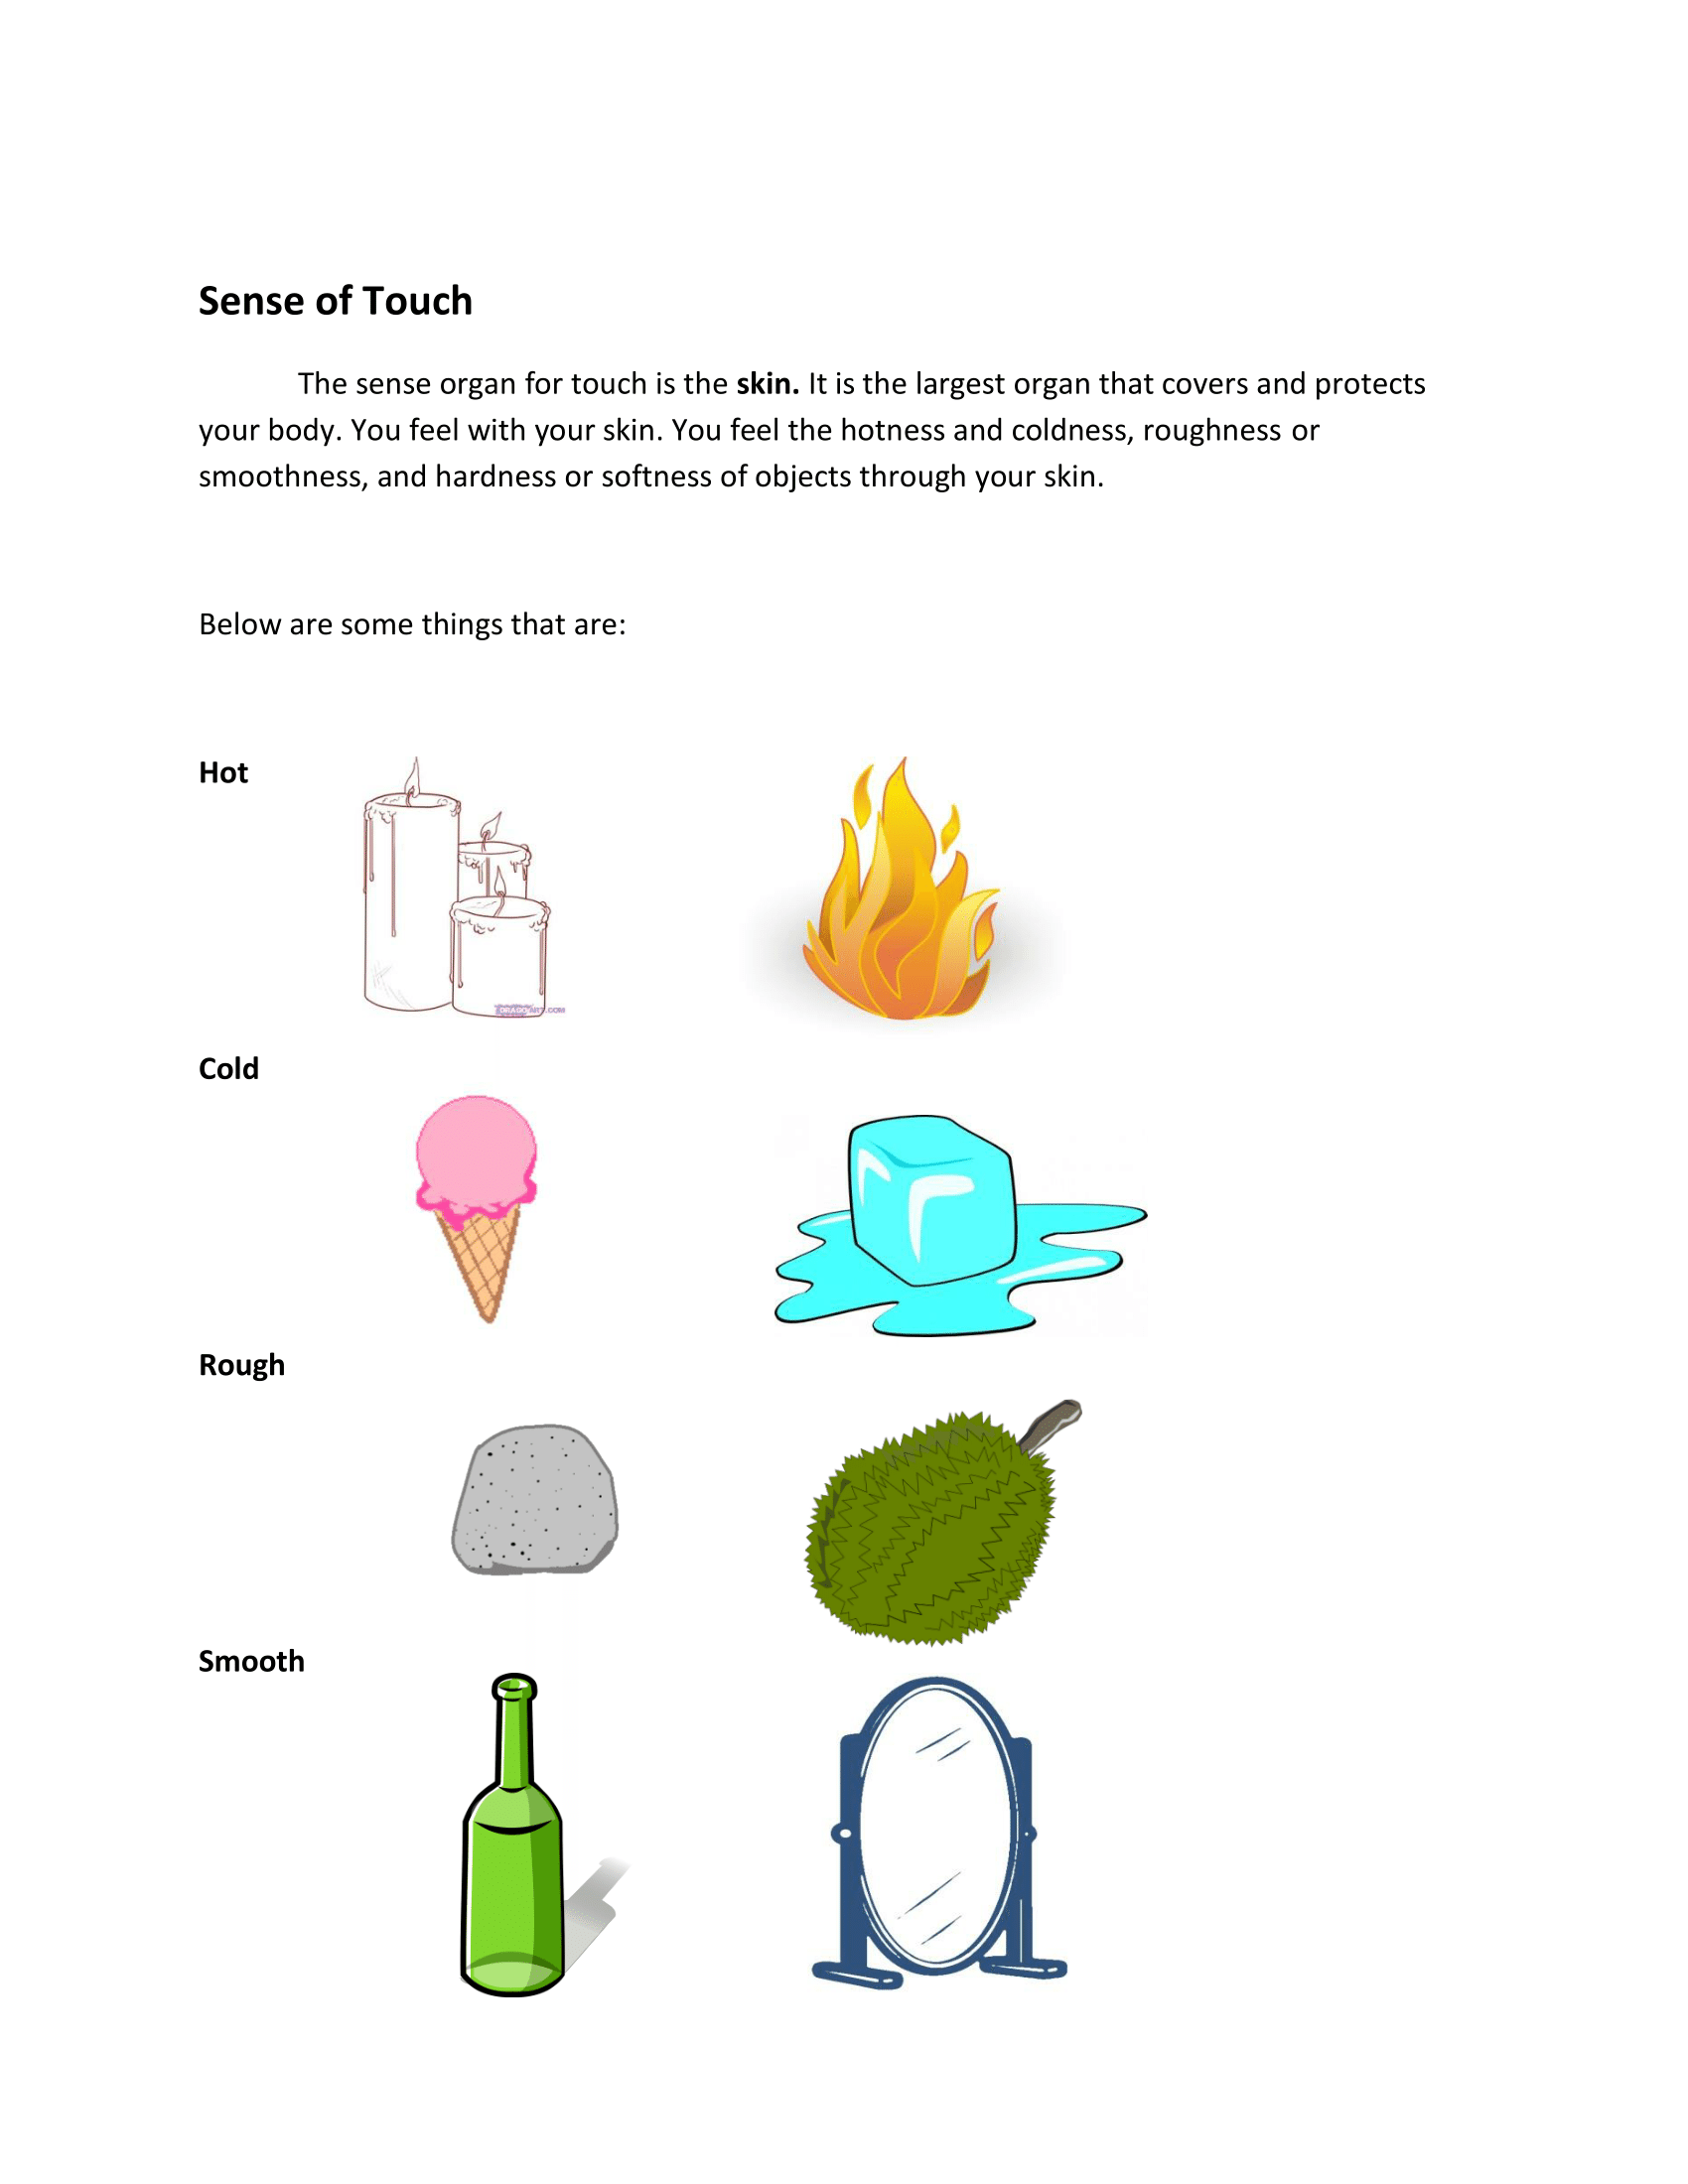 Sense of Touch
The sense organ for touch is the skin. It is the largest organ that covers and protects
your body. You feel with your skin. You feel the hotness and coldness, roughness or
smoothness, and hardness or softness of objects through your skin.
Below are some things that are:
Hot
DRAGOART.COM
Cold
Rough
Smooth